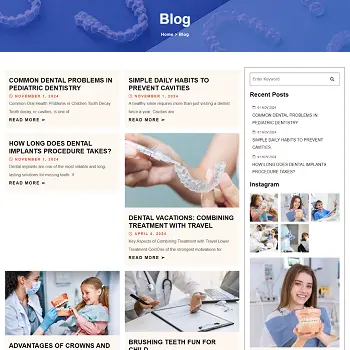 Blog
Home > Blog
COMMON DENTAL PROBLEMS IN
PEDIATRIC DENTISTRY
NOVEMBER 1, 2024
Common Oral Health Problems in Children Tooth Decay
Tooth decay, or cavities, is one of
READ MORE ➢
HOW LONG DOES DENTAL
IMPLANTS PROCEDURE TAKES?
NOVEMBER 1, 2024
Dental implants are one of the most reliable and long-
lasting solutions for missing teeth. If
READ MORE ➢
ADVANTAGES OF CROWNS AND
SIMPLE DAILY HABITS TO
PREVENT CAVITIES
NOVEMBER 1, 2024
A healthy smile requires more than just visiting a dentist
twice a year. Cavities are
READ MORE ➢
DENTAL VACATIONS: COMBINING
TREATMENT WITH TRAVEL
APRIL 4, 2024
Key Aspects of Combining Treatment with Travel Lower
Treatment Cost One of the strongest motivations for
READ MORE ➢
BRUSHING TEETH FUN FOR
CHILD
Enter Keyword
Recent Posts
01 NOV 2024
COMMON DENTAL PROBLEMS IN
PEDIATRIC DENTISTRY
01 NOV 2024
SIMPLE DAILY HABITS TO PREVENT
CAVITIES
01 NOV 2024
HOW LONG DOES DENTAL IMPLANTS
PROCEDURE TAKES?
Instagram